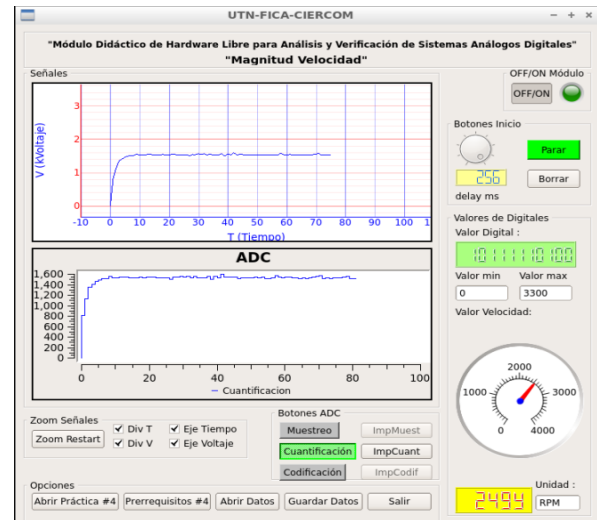 UTN-FICA-CIERCOM
"Módulo Didáctico de Hardware Libre para Análisis y Verificación de Sistemas Análogos Digitales"
"Magnitud Velocidad"
Señales
V (kVoltaje)
3
2
1
0
-10 0 10 20 30 40 50 60 70 80 90 100 1
T (Tiempo)
ADC
1,600
1,400
1,200
1,000
800
600
400
200
0
0 20 40 60 80 100
Cuantificacion
Zoom Señales
Zoom Restart
Div T
Eje Tiempo
Div V
Eje Voltaje
Botones ADC
Muestreo
ImpMuest
Cuantificación
ImpCuant
Codificación
ImpCodif
Opciones
Abrir Práctica #4
Prerrequisitos #4
Abrir Datos
Guardar Datos
Salir
OFF/ON Módulo
OFF/ON
Botones Inicio
Parar
256
Borrar
delay ms
Valores de Digitales
Valor Digital :
10111110100
Valor min Valor max
0 3300
Valor Velocidad:
0 1000 2000 3000 4000
2494
Unidad :
RPM